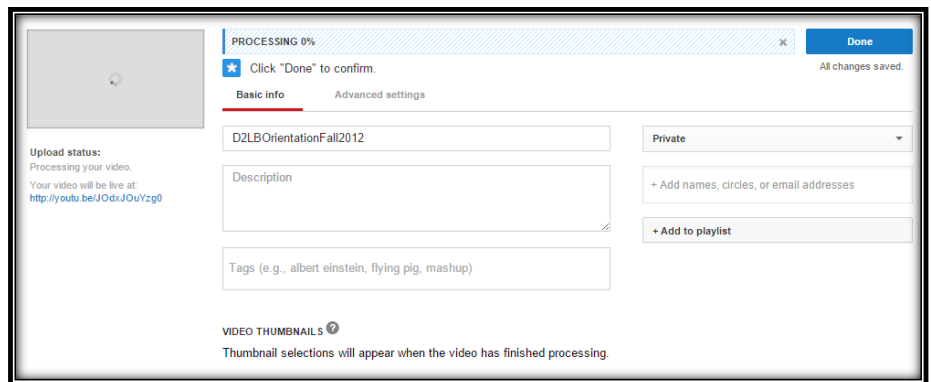 PROCESSING 0%
Done
Click "Done" to confirm.
All changes saved.
Basic info
Advanced settings
D2LBOrientationFall2012
Private
Upload status:
Processing your video.
Your video will be live at:
http://youtu.be/JOdxJOuYzg0
Description
+ Add names, circles, or email addresses
+ Add to playlist
Tags (e.g., albert einstein, flying pig, mashup)
VIDEO THUMBNAILS ?
Thumbnail selections will appear when the video has finished processing.